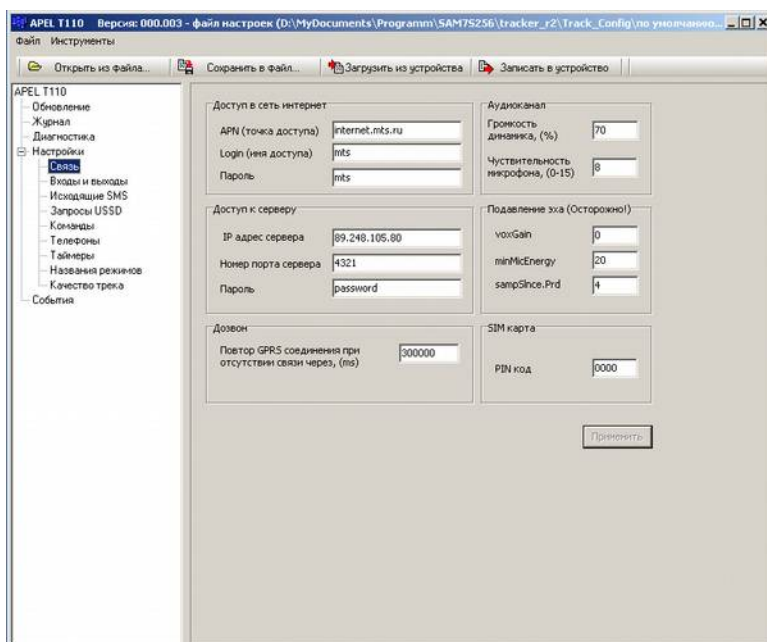 APEL T110 Версия: 000.003 - файл настроек (D:\MyDocuments\Programm\SAM7S256\tracker_r2\Track_Config\по умолчанию...
Файл Инструменты
Открыть из файла... Сохранить в файл... Загрузить из устройства Записать в устройство
APEL T110
Обновление
Журнал
Диагностика
Настройки
Связь
Входы и выходы
Исходящие SMS
Запросы USSD
Команды
Телефоны
Таймеры
Названия режимов
Качество трека
События
Доступ в сеть интернет
APN (точка доступа) internet.mts.ru
Login (имя доступа) mts
Пароль mts
Аудиоканал
Громкость
динамика, (%) 70
Чуствительность
микрофона, (0-15) 8
Доступ к серверу
IP адрес сервера 89.248.105.80
Номер порта сервера 4321
Пароль password
Подавление эха (Осторожно!)
voxGain 0
minMicEnergy 20
sampSlnce.Prd 4
Дозвон
Повтор GPRS соединения при
отсутствии связи через, (ms) 300000
SIM карта
PIN код 0000
Применить